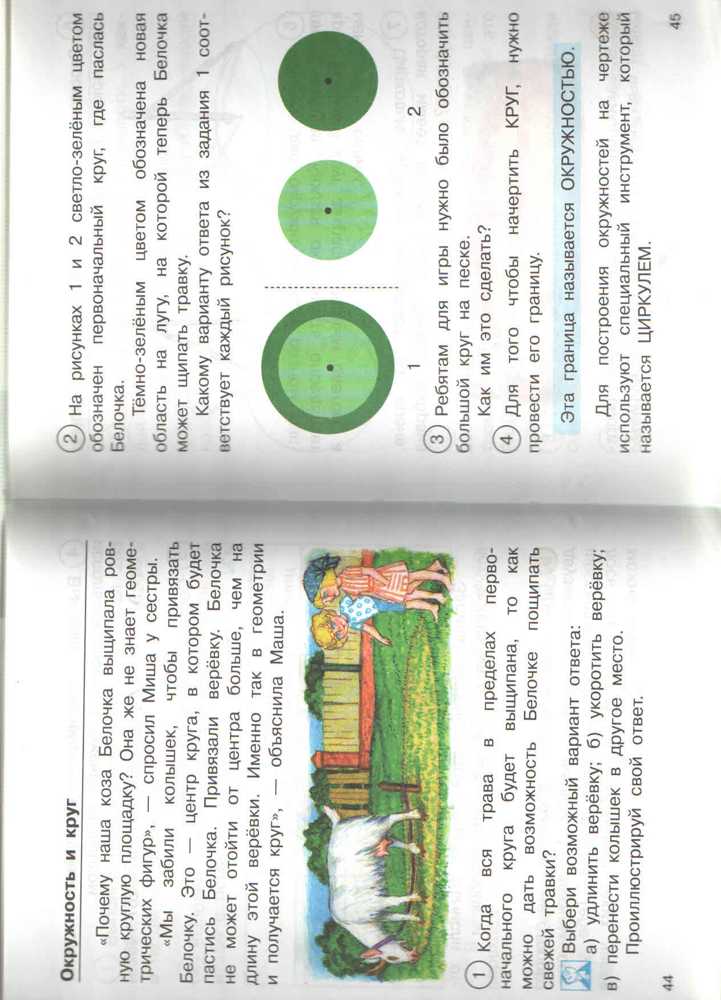 Окружность и круг
«Почему наша коза Белочка выщипала ров-
ную круглую площадку? Она же не знает геоме-
трических фигур», — спросил Миша у сестры.
«Мы забили колышек, чтобы привязать
Белочку. Это — центр круга, в котором будет
пастись Белочка. Привязали верёвку. Белочка
не может отойти от центра больше, чем на
длину этой верёвки. Именно так в геометрии
и получается круг», — объяснила Маша.
1 Когда вся трава в пределах перво-
начального круга будет выщипана, то как
можно дать возможность Белочке пощипать
свежей травки?
Выбери возможный вариант ответа:
а) удлинить верёвку; б) укоротить верёвку;
в) перенести колышек в другое место.
Проиллюстрируй свой ответ.
44
2 На рисунках 1 и 2 светло-зелёным цветом
обозначен первоначальный круг, где паслась
Белочка.
Тёмно-зелёным цветом обозначена новая
область на лугу, на которой теперь Белочка
может щипать травку.
Какому варианту ответа из задания 1 соот-
ветствует каждый рисунок?
1
2
3 Ребятам для игры нужно было обозначить
большой круг на песке.
Как им это сделать?
4 Для того чтобы начертить КРУГ, нужно
провести его границу.
Эта граница называется ОКРУЖНОСТЬЮ.
Для построения окружностей на чертеже
используют специальный инструмент, который
называется ЦИРКУЛЕМ.
45